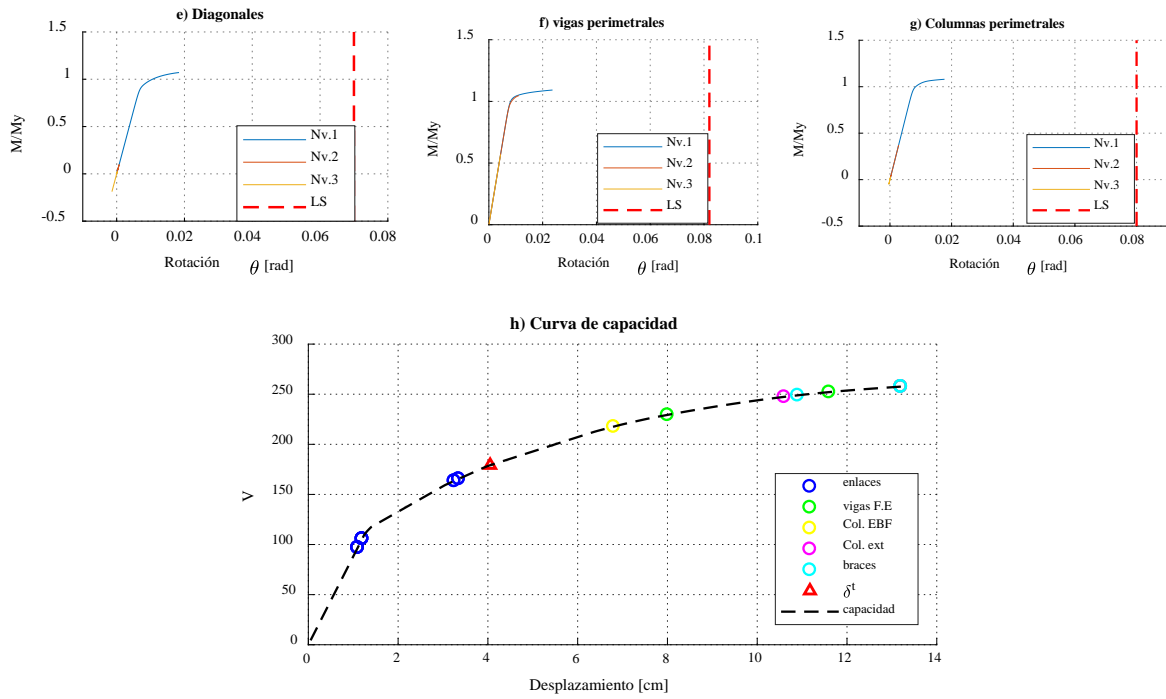 e) Diagonales
1.5
1
0.5
0
-0.5
M/My
0 0.02 0.04 0.06 0.08
Rotación θ [rad]
Nv.1
Nv.2
Nv.3
LS
f) vigas perimetrales
1.5
1
0.5
0
M/My
0 0.02 0.04 0.06 0.08 0.1
Rotación θ [rad]
Nv.1
Nv.2
Nv.3
LS
g) Columnas perimetrales
1.5
1
0.5
0
-0.5
M/My
0 0.02 0.04 0.06 0.08
Rotación θ [rad]
Nv.1
Nv.2
Nv.3
LS
h) Curva de capacidad
300
250
200
150
100
50
0
V
0 2 4 6 8 10 12 14
Desplazamiento [cm]
enlaces
vigas F.E
Col. EBF
Col. ext
braces
δt
capacidad